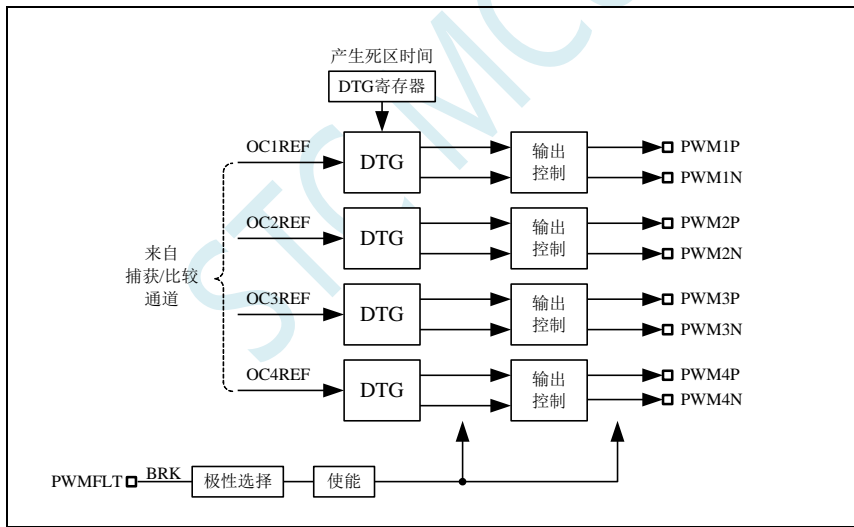 产生死区时间
DTG寄存器
OC1REF
DTG
输出
控制
PWM1P
PWM1N
OC2REF
DTG
输出
控制
PWM2P
PWM2N
来自
捕获/比较
通道
OC3REF
DTG
输出
控制
PWM3P
PWM3N
OC4REF
DTG
输出
控制
PWM4P
PWM4N
PWMFLT
BRK
极性选择
使能
STC MCU